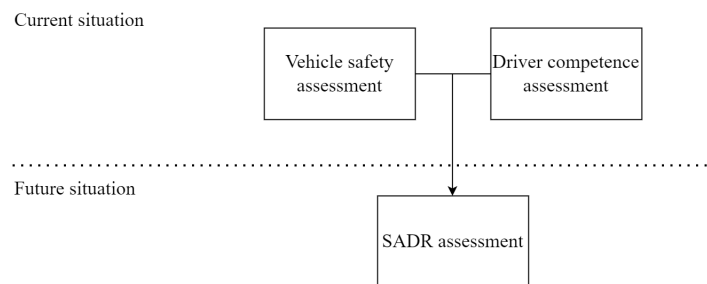 Current situation
Vehicle safety
assessment
Driver competence
assessment
Future situation
SADR assessment